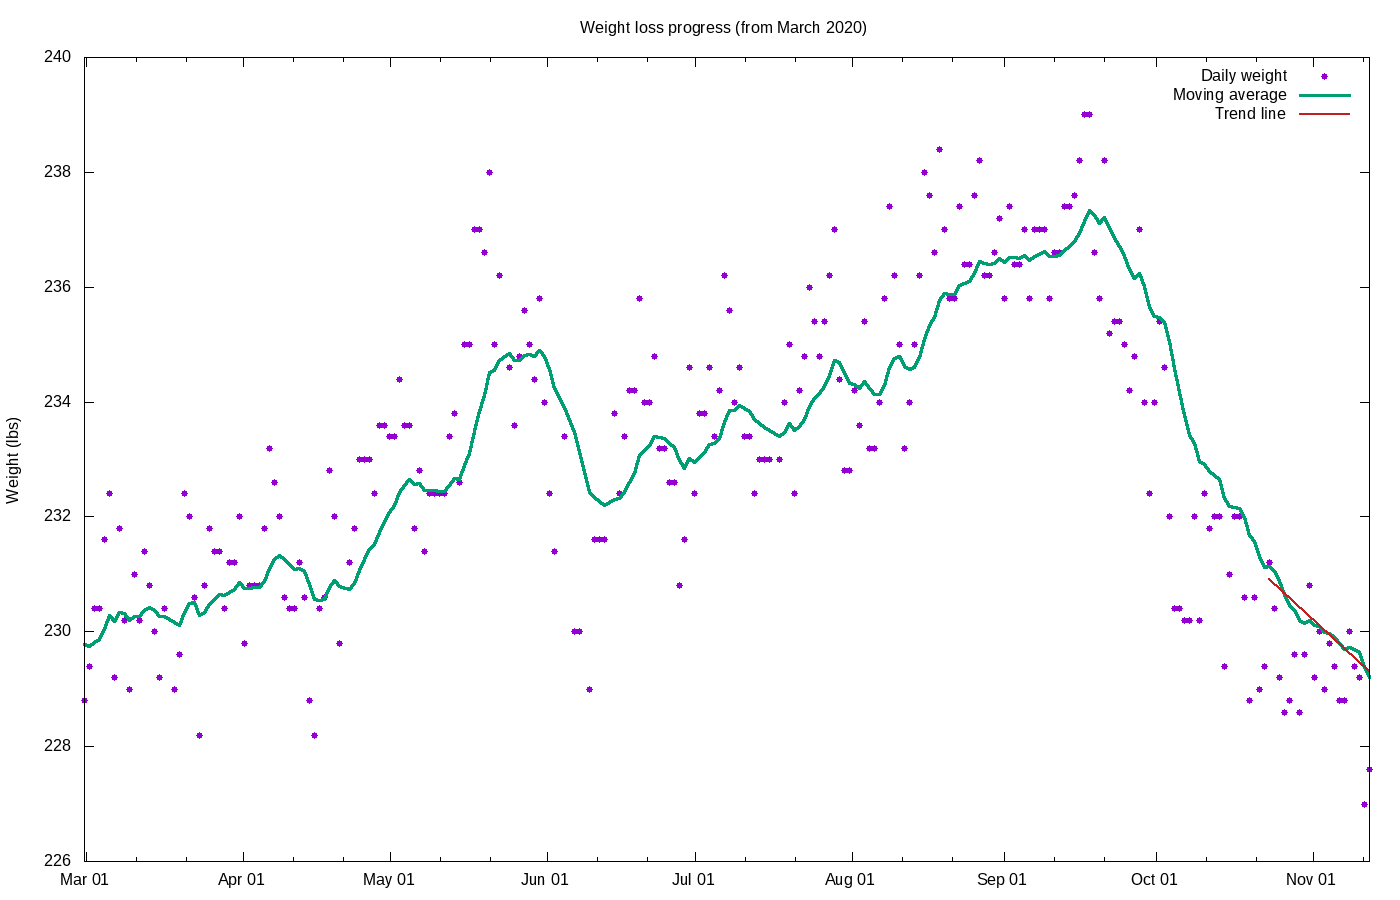 Weight loss progress (from March 2020)
Daily weight
Moving average
Trend line
Weight (lbs)
240
238
236
234
232
230
228
226
Mar 01 Apr 01 May 01 Jun 01 Jul 01 Aug 01 Sep 01 Oct 01 Nov 01